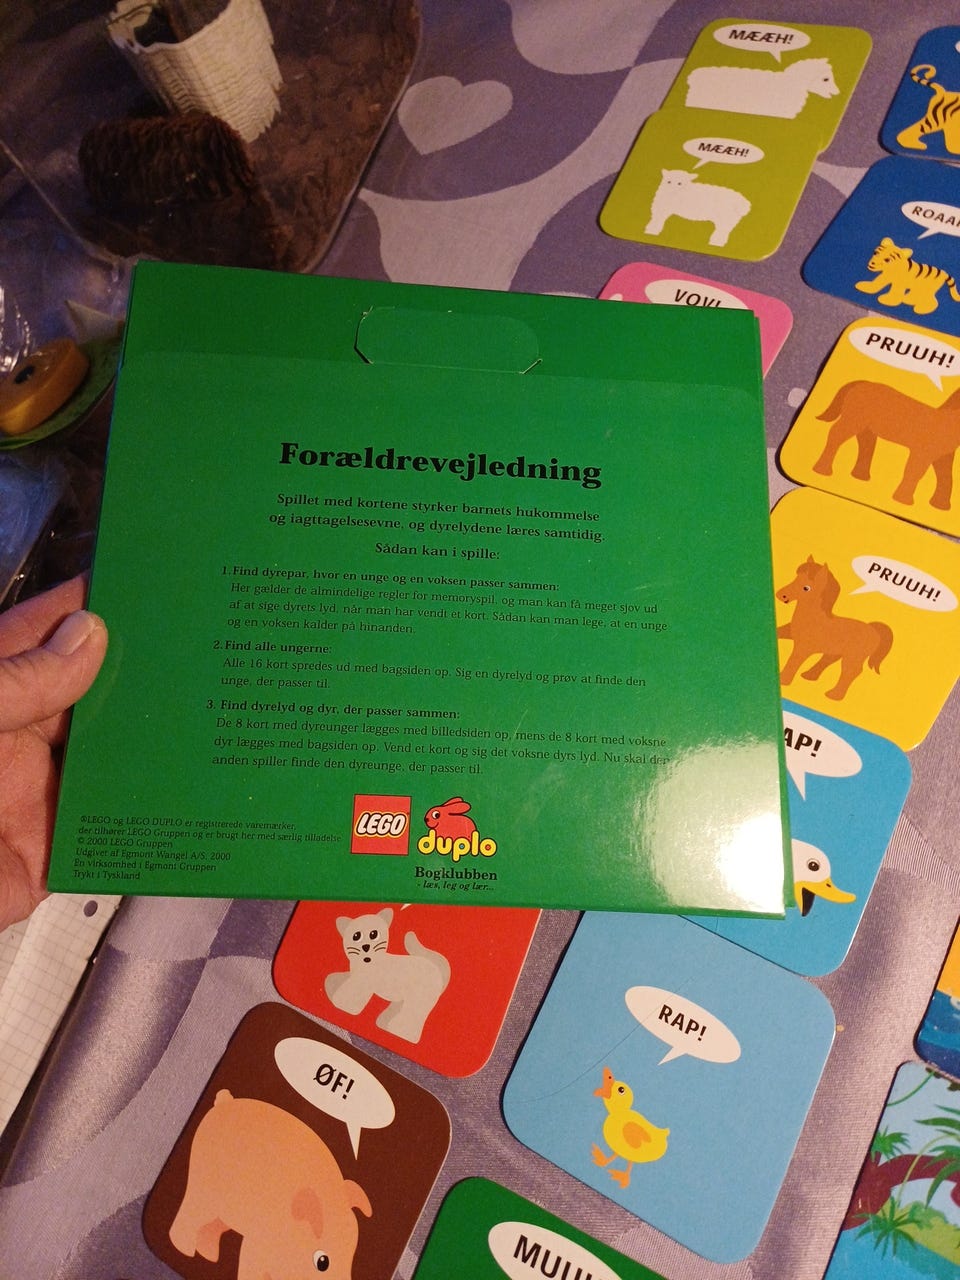 MÆÆH!
MÆÆH!
VOV!
PRUUH!
PRUUH!
Forældrevejledning
Spillet med kortene styrker barnets hukommelse
og iagttagelsesevne, og dyrelydene læres samtidig.
Sådan kan i spille:
1. Find dyrepar, hvor en unge og en voksen passer sammen:
Her gælder de almindelige regler for memoryspil, og man kan få meget sjov ud
af at sige dyrets lyd, når man har vendt et kort. Sådan kan man lege, at en unge
og en voksen kalder på hinanden.
2. Find alle ungerne:
Alle 16 kort spredes ud med bagsiden op. Sig en dyrelyd og prøv at finde den
unge, der passer til.
3. Find dyrelyd og dyr, der passer sammen:
De 8 kort med dyreunger lægges med billedsiden op, mens de 8 kort med voksne
dyr lægges med bagsiden op. Vend et kort og sig det voksne dyrs lyd. Nu skal den
anden spiller finde den dyreunge, der passer til.
®LEGO og LEGO DUPLO er registrerede varemærker,
der tilhører LEGO Gruppen og er brugt her med særlig tilladelse
© 2000 LEGO Gruppen
Udgivet af Egmont Wangel A/S, 2000
En virksomhed i Egmont Gruppen
Trykt i Tyskland
LEGO
duplo
Bogklubben
- læs, leg og lær...
AP!
RAP!
ØF!